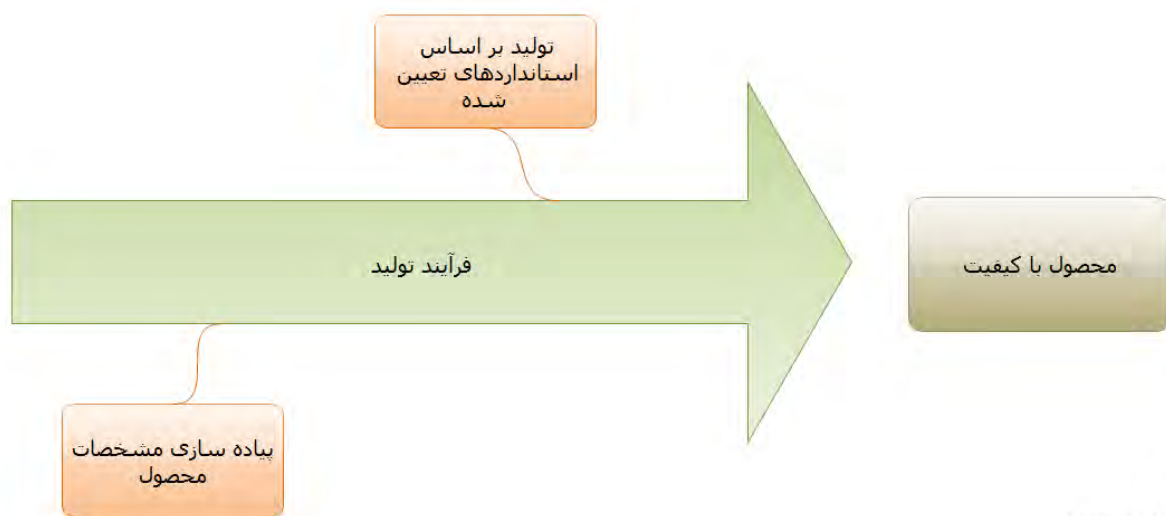 تولید بر اساس
استانداردهای تعیین
شده
فرآیند تولید
محصول با کیفیت
پیاده سازی مشخصات
محصول